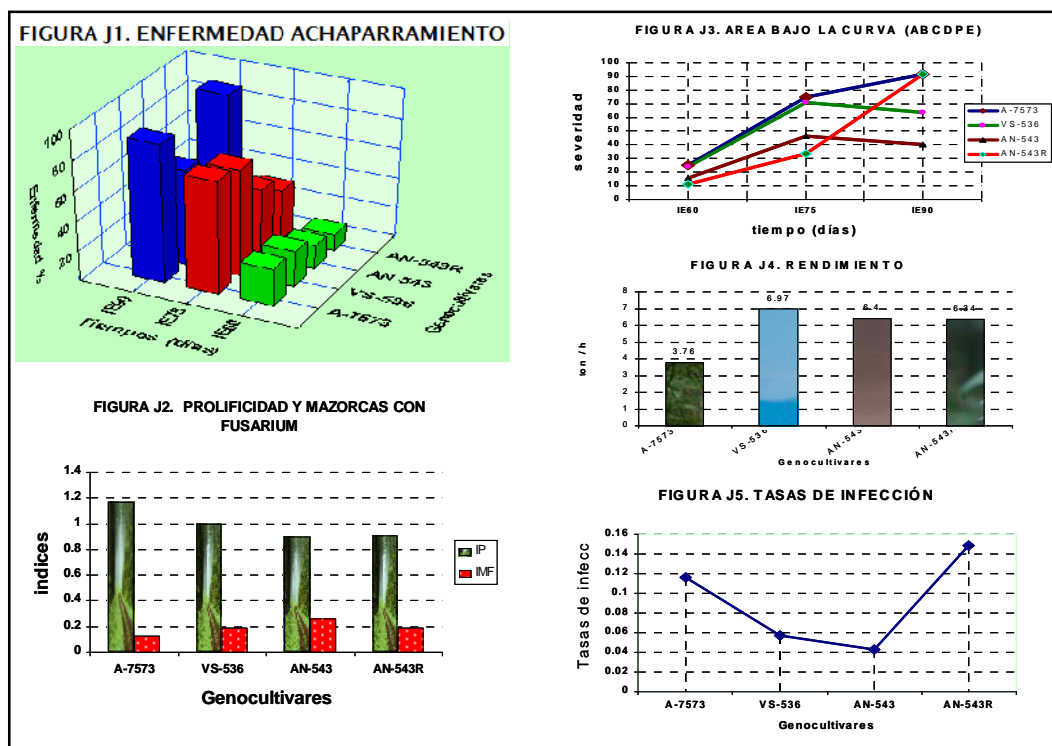 FIGURA J1. ENFERMEDAD ACHAPARRAMIENTO
100
80
60
40
20
Enfermedad %
IE90
IE75
IE60
Tiempos (días)
A-7573
VS-536
AN 543
AN-543R
Genocultivares
FIGURA J2. PROLIFICIDAD Y MAZORCAS CON
FUSARIUM
1.4
1.2
1
0.8
0.6
0.4
0.2
0
indices
A-7573
VS-536
AN-543
AN-543R
Genocultivares
IP
IMF
FIGURA J3. AREA BAJO LA CURVA (ABCDPE)
100
90
80
70
60
50
40
30
20
10
0
severidad
IE60
IE75
IE90
tiempo (días)
A-7573
VS-536
AN-543
AN-543R
FIGURA J4. RENDIMIENTO
8
7
6
5
4
3
2
1
0
ton/h
3.76
6.97
6.4
6.34
A-7573
VS-536
AN-543
AN-543R
Genocultivares
FIGURA J5. TASAS DE INFECCIÓN
0.16
0.14
0.12
0.1
0.08
0.06
0.04
0.02
0
Tasas de infecc
A-7573
VS-536
AN-543
AN-543R
Genocultivares